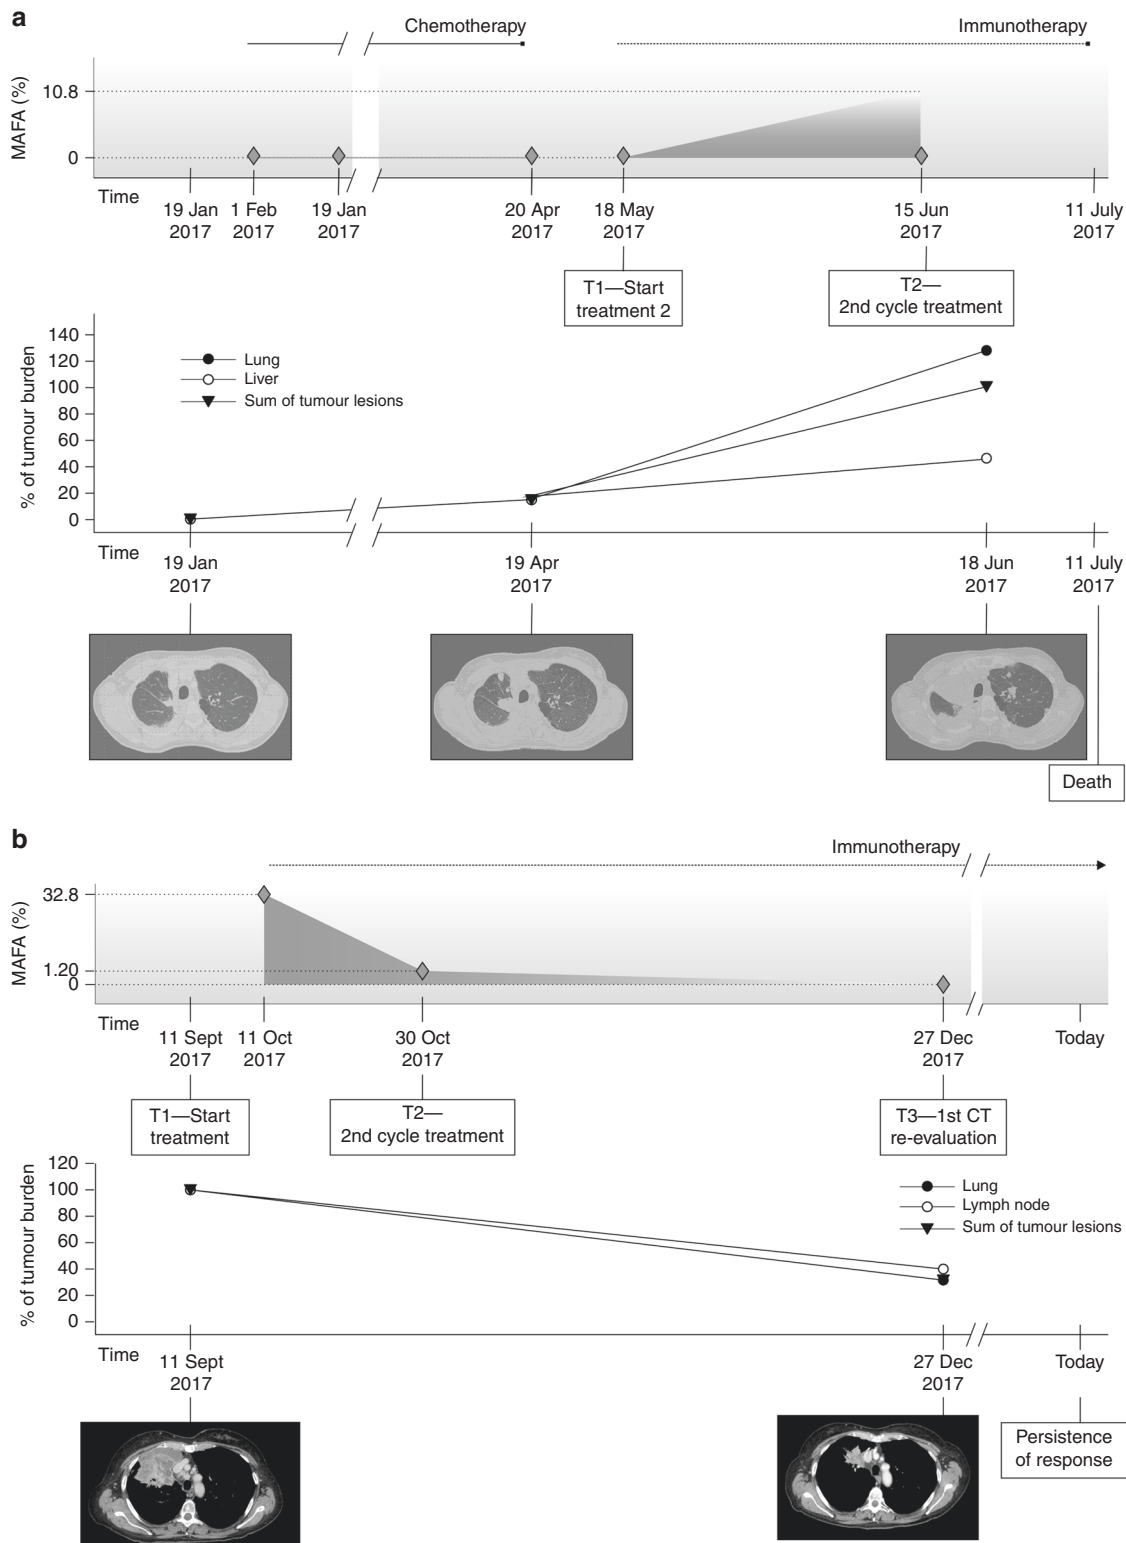 a
Chemotherapy
Immunotherapy
MAFA (%)
10.8
0
Time
19 Jan
2017
1 Feb
2017
19 Jan
2017
20 Apr
2017
18 May
2017
15 Jun
2017
11 July
2017
T1—Start
treatment 2
T2—
2nd cycle treatment
% of tumour burden
140
120
100
80
60
40
20
0
Lung
Liver
Sum of tumour lesions
Time
19 Jan
2017
19 Apr
2017
18 Jun
2017
11 July
2017
Death
b
Immunotherapy
MAFA (%)
32.8
1.20
0
Time
11 Sept
2017
11 Oct
2017
30 Oct
2017
27 Dec
2017
Today
T1—Start
treatment
T2—
2nd cycle treatment
T3—1st CT
re-evaluation
% of tumour burden
120
100
80
60
40
20
0
Lung
Lymph node
Sum of tumour lesions
Time
11 Sept
2017
27 Dec
2017
Today
Persistence
of response